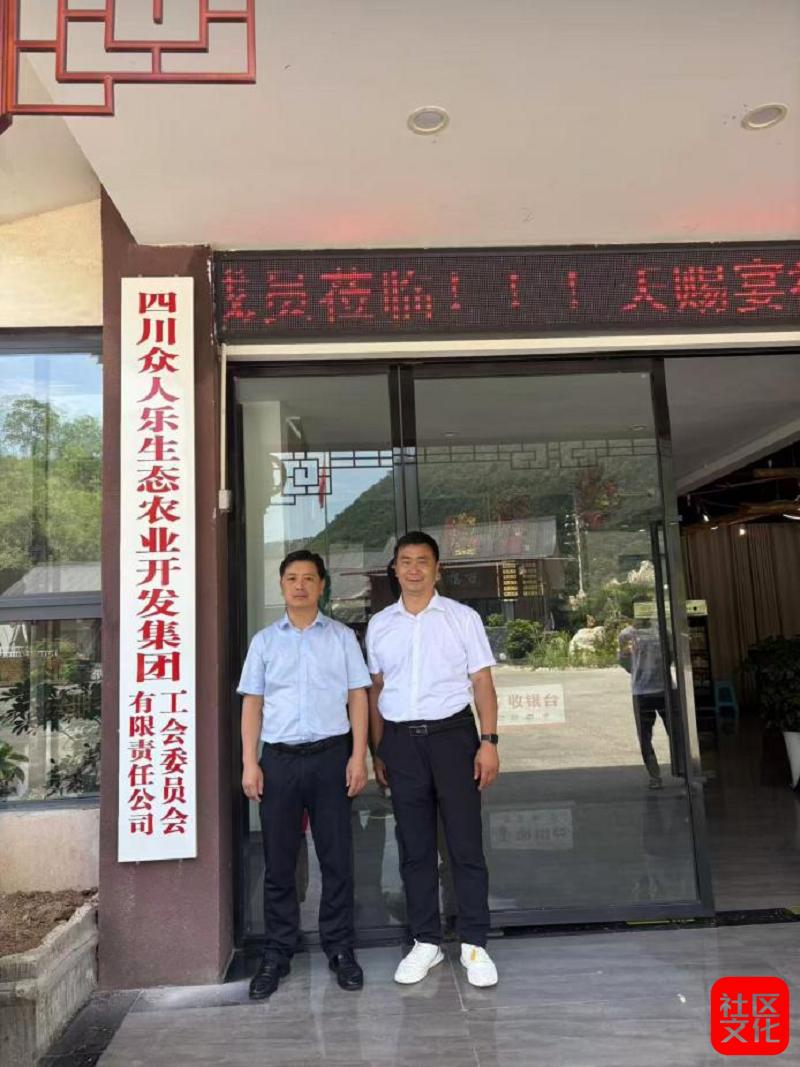 员莅临！！！天赐宴
四川众人乐生态农业开发集团
有限责任公司
工会委员会
收银台
社区
文化